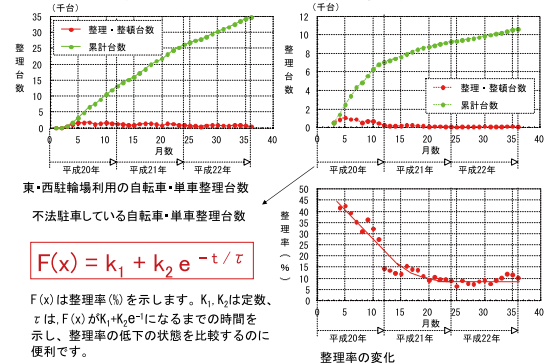 （千台）
整理台数
35
30
25
20
15
10
5
0
整理・整頓台数
累計台数
0 10 20 30 40
月数
平成20年 平成21年 平成22年
東・西駐輪場利用の自転車・単車整理台数
（千台）
整理台数
12
10
8
6
4
2
0
整理・整頓台数
累計台数
0 5 10 15 20 25 30 35 40
月数
平成20年 平成21年 平成22年
不法駐車している自転車・単車整理台数
F(x) = k₁ + k₂ e ⁻ᵗ/τ
F(x)は整理率(%)を示します。K₁, K₂は定数、
τは, F(x)がK₁+K₂e⁻¹になるまでの時間を
示し、整理率の低下の状態を比較するのに
便利です。
整理率(%)
50
45
40
35
30
25
20
15
10
5
0
0 5 10 15 20 25 30 35 40
月数
平成20年 平成21年 平成22年
整理率の変化